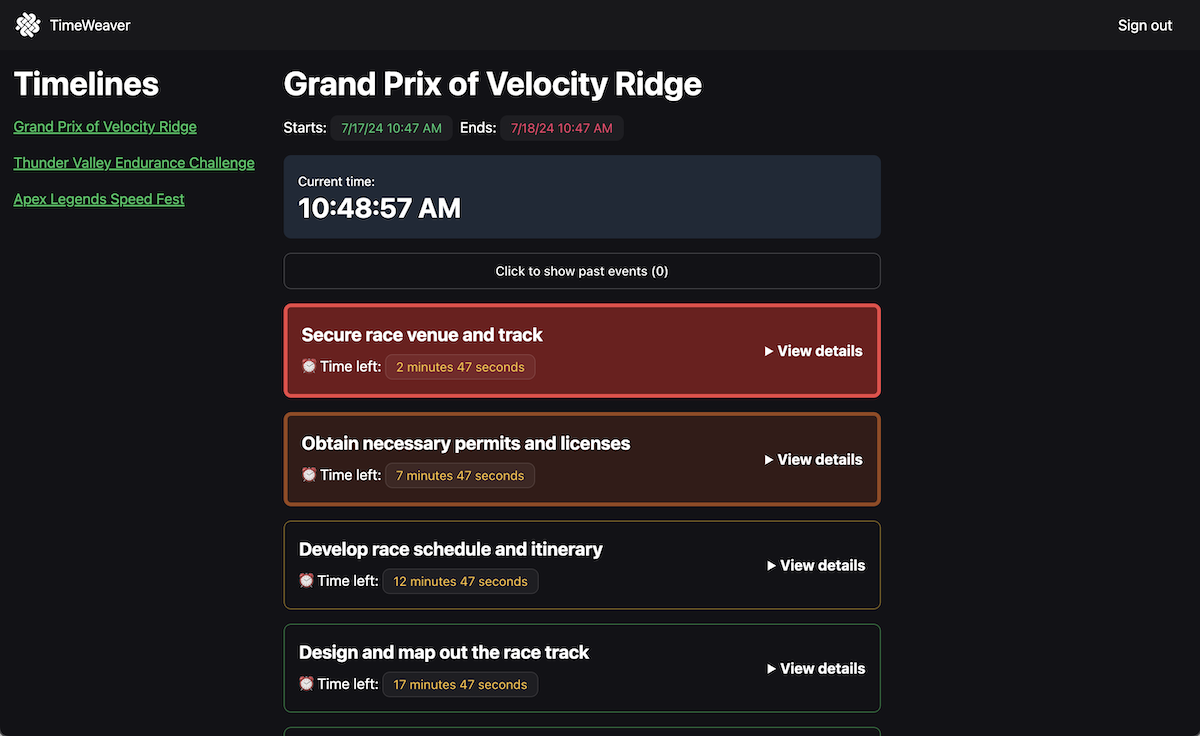 TimeWeaver
Sign out
Timelines
Grand Prix of Velocity Ridge
Thunder Valley Endurance Challenge
Apex Legends Speed Fest
Grand Prix of Velocity Ridge
Starts: 7/17/24 10:47 AM Ends: 7/18/24 10:47 AM
Current time:
10:48:57 AM
Click to show past events (0)
Secure race venue and track
⏰ Time left: 2 minutes 47 seconds
▶ View details
Obtain necessary permits and licenses
⏰ Time left: 7 minutes 47 seconds
▶ View details
Develop race schedule and itinerary
⏰ Time left: 12 minutes 47 seconds
▶ View details
Design and map out the race track
⏰ Time left: 17 minutes 47 seconds
▶ View details